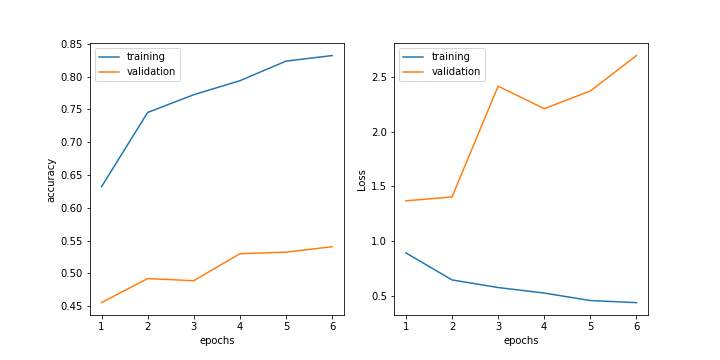 training
validation
0.85
0.80
0.75
0.70
0.65
0.60
0.55
0.50
0.45
accuracy
1 2 3 4 5 6
epochs
training
validation
2.5
2.0
1.5
1.0
0.5
Loss
1 2 3 4 5 6
epochs